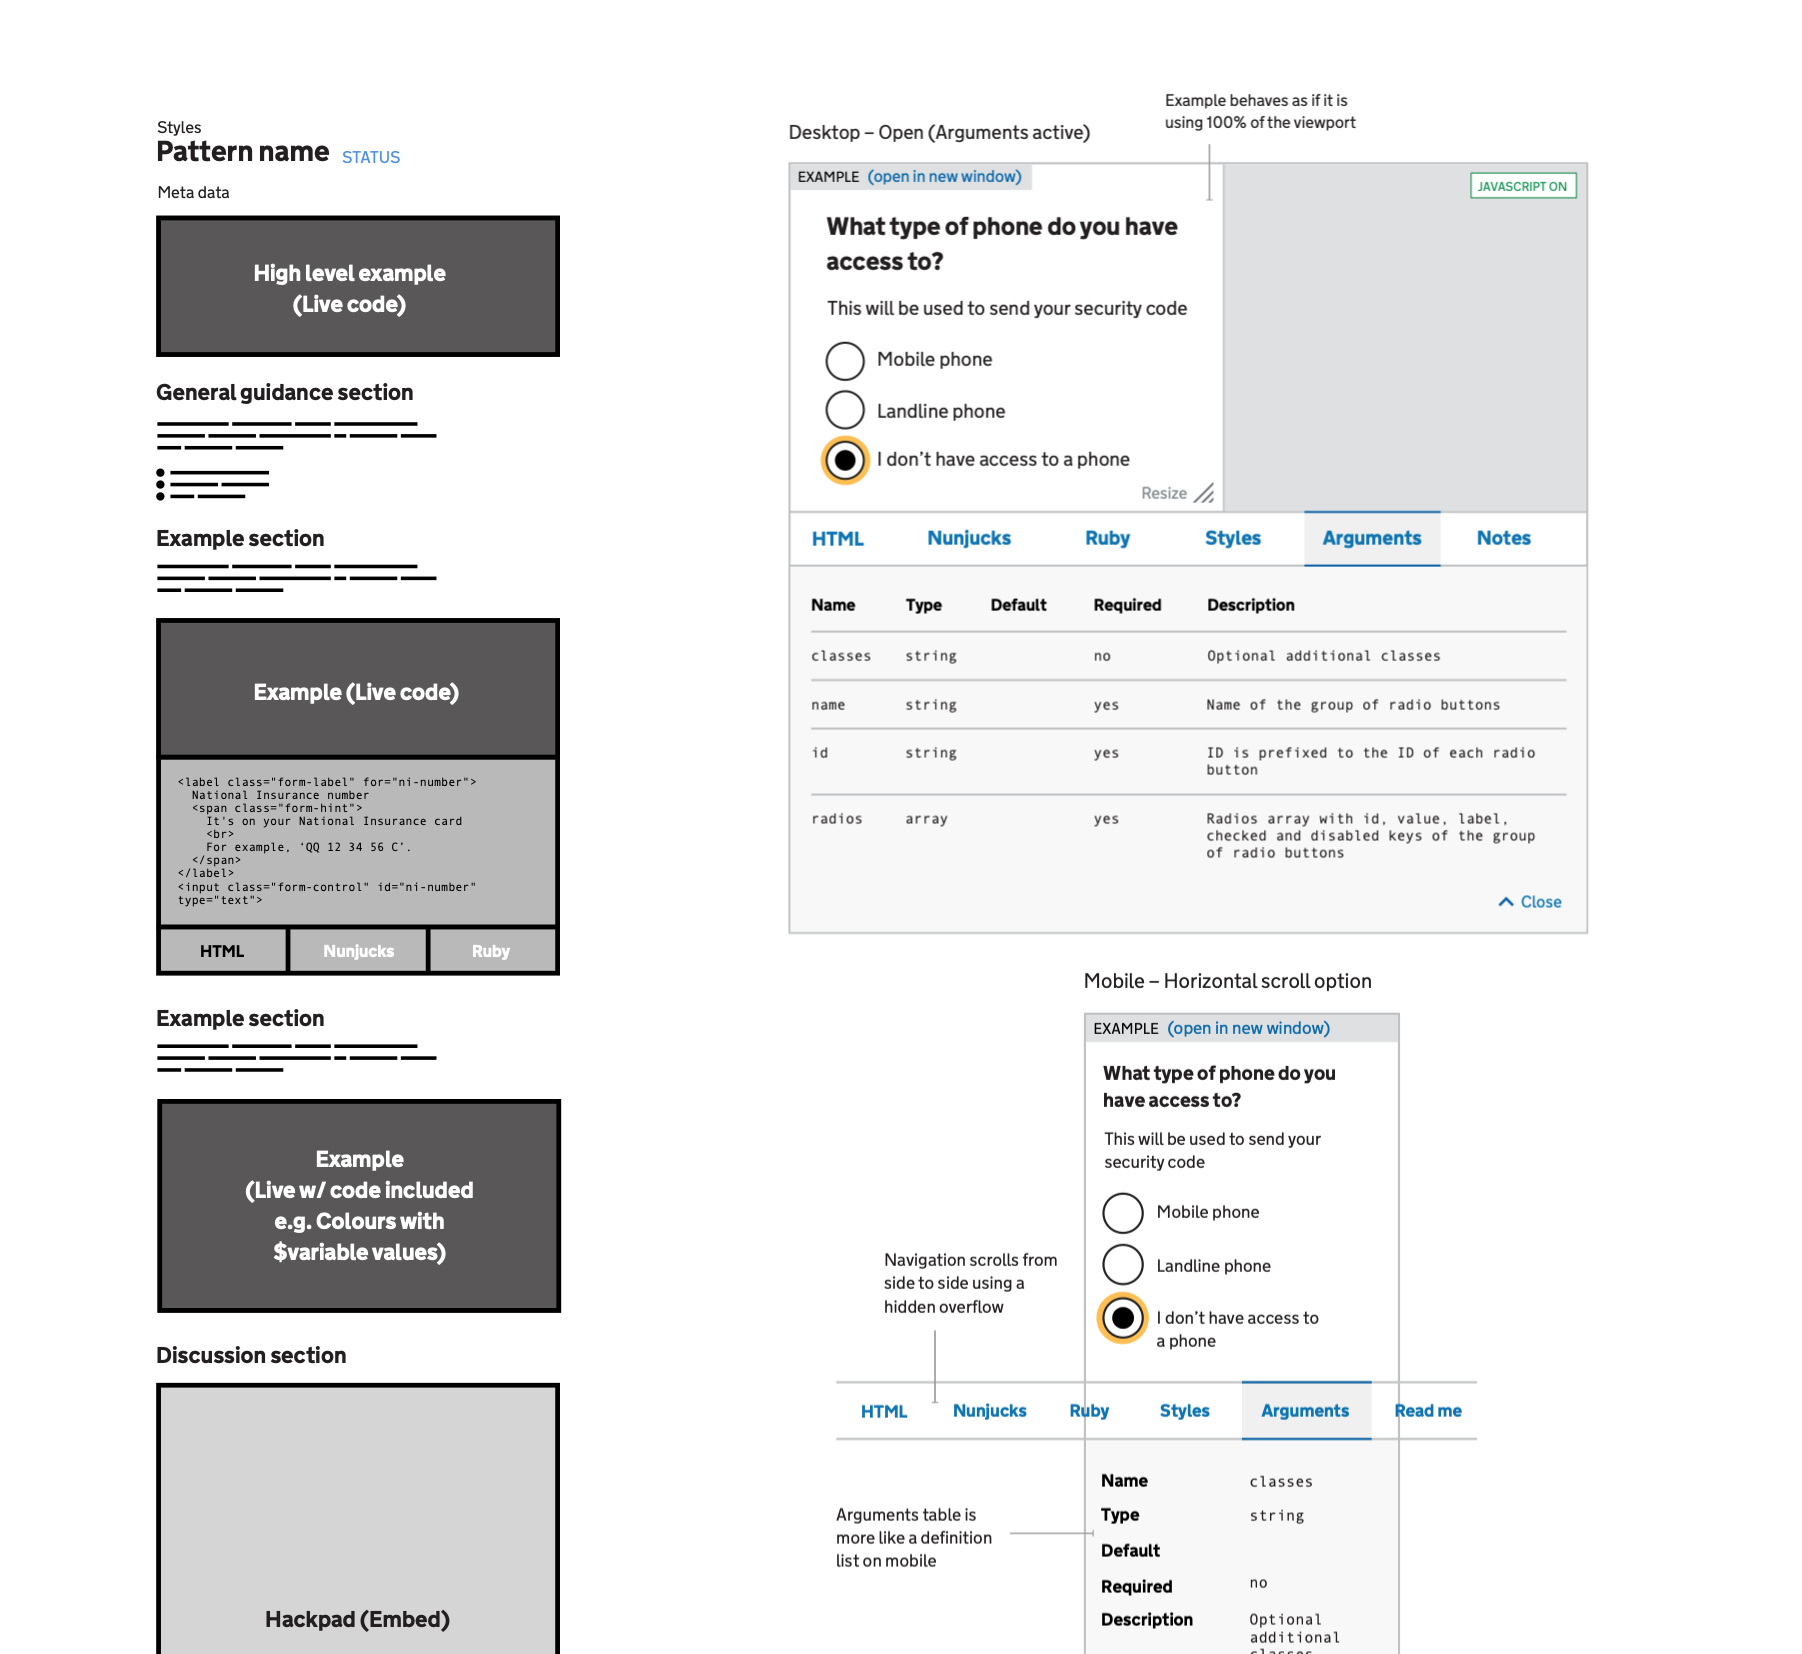 Styles
Pattern name STATUS
Meta data
High level example
(Live code)
General guidance section
Example section
Example (Live code)
<label class="form-label" for="ni-number">
National Insurance number
<span class="form-hint">
It's on your National Insurance card
<br>
For example, ‘QQ 12 34 56 C’.
</span>
</label>
<input class="form-control" id="ni-number"
type="text">
HTML Nunjucks Ruby
Example section
Example
(Live w/ code included
e.g. Colours with
$variable values)
Discussion section
Hackpad (Embed)
Example behaves as if it is
using 100% of the viewport
Desktop – Open (Arguments active)
EXAMPLE (open in new window)
JAVASCRIPT ON
What type of phone do you have
access to?
This will be used to send your security code
Mobile phone
Landline phone
I don’t have access to a phone
Resize
HTML Nunjucks Ruby Styles Arguments Notes
Name Type Default Required Description
classes string no Optional additional classes
name string yes Name of the group of radio buttons
id string yes ID is prefixed to the ID of each radio
button
radios array yes Radios array with id, value, label,
checked and disabled keys of the group
of radio buttons
Close
Mobile – Horizontal scroll option
EXAMPLE (open in new window)
What type of phone do you
have access to?
This will be used to send your
security code
Mobile phone
Landline phone
I don’t have access to
a phone
Navigation scrolls from
side to side using a
hidden overflow
HTML Nunjucks Ruby Styles Arguments Read me
Arguments table is
more like a definition
list on mobile
Name classes
Type string
Default
Required no
Description Optional
additional
classes